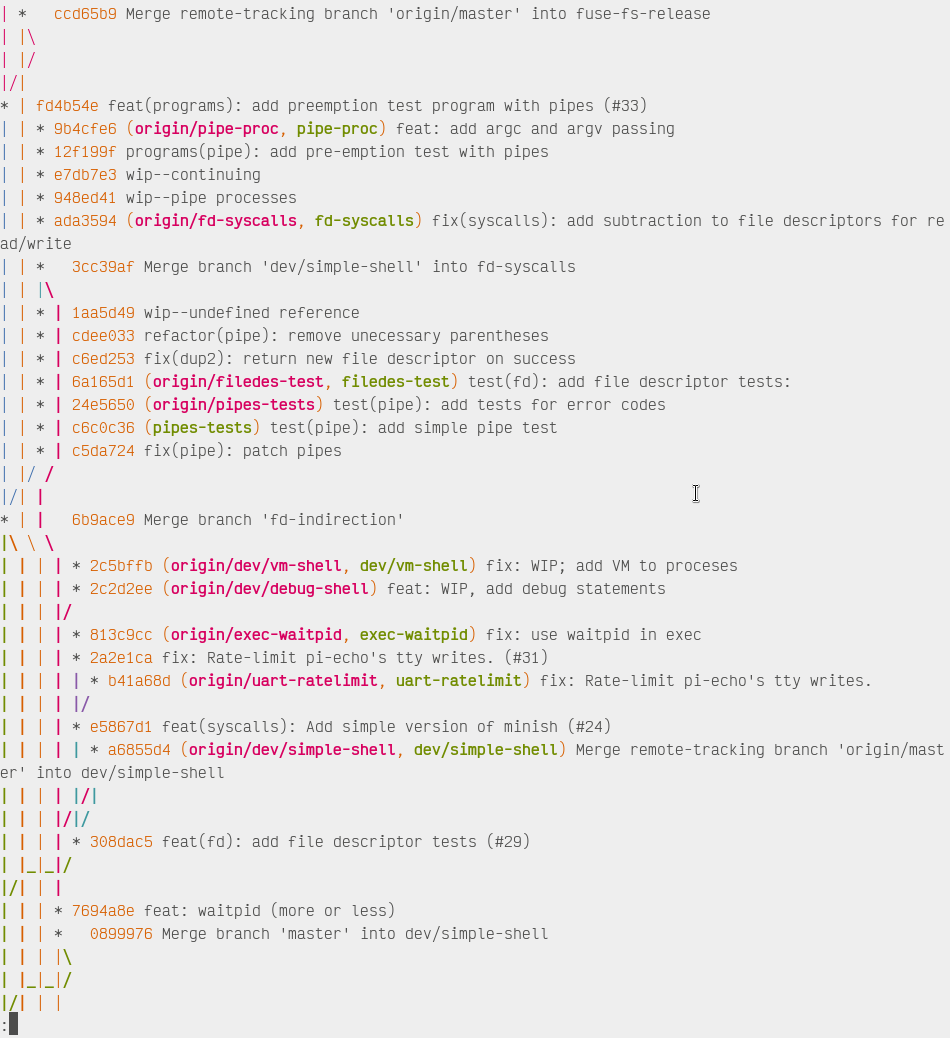 | *   ccd65b9 Merge remote-tracking branch 'origin/master' into fuse-fs-release
| |\
| |/
|/|
* | fd4b54e feat(programs): add preemption test program with pipes (#33)
| | * 9b4cfe6 (origin/pipe-proc, pipe-proc) feat: add argc and argv passing
| | * 12f199f programs(pipe): add pre-emption test with pipes
| | * e7db7e3 wip--continuing
| | * 948ed41 wip--pipe processes
| | * ada3594 (origin/fd-syscalls, fd-syscalls) fix(syscalls): add subtraction to file descriptors for re
ad/write
| | *   3cc39af Merge branch 'dev/simple-shell' into fd-syscalls
| | |\
| | * | 1aa5d49 wip--undefined reference
| | * | cdee033 refactor(pipe): remove unecessary parentheses
| | * | c6ed253 fix(dup2): return new file descriptor on success
| | * | 6a165d1 (origin/filedes-test, filedes-test) test(fd): add file descriptor tests:
| | * | 24e5650 (origin/pipes-tests) test(pipe): add tests for error codes
| | * | c6c0c36 (pipes-tests) test(pipe): add simple pipe test
| | * | c5da724 fix(pipe): patch pipes
| |/ /
|/| |
* | |   6b9ace9 Merge branch 'fd-indirection'
|\ \ \
| | | | * 2c5bffb (origin/dev/vm-shell, dev/vm-shell) fix: WIP; add VM to proceses
| | | | * 2c2d2ee (origin/dev/debug-shell) feat: WIP, add debug statements
| | | |/
| | | | * 813c9cc (origin/exec-waitpid, exec-waitpid) fix: use waitpid in exec
| | | | * 2a2e1ca fix: Rate-limit pi-echo's tty writes. (#31)
| | | | | * b41a68d (origin/uart-ratelimit, uart-ratelimit) fix: Rate-limit pi-echo's tty writes.
| | | | |/
| | | | * e5867d1 feat(syscalls): Add simple version of minish (#24)
| | | | | * a6855d4 (origin/dev/simple-shell, dev/simple-shell) Merge remote-tracking branch 'origin/mast
er' into dev/simple-shell
| | | | |/|
| | | |/|/
| | | | * 308dac5 feat(fd): add file descriptor tests (#29)
| |_|_|/
|/| | |
| | | * 7694a8e feat: waitpid (more or less)
| | | *   0899976 Merge branch 'master' into dev/simple-shell
| | | |\
| |_|_|/
|/| | |
: